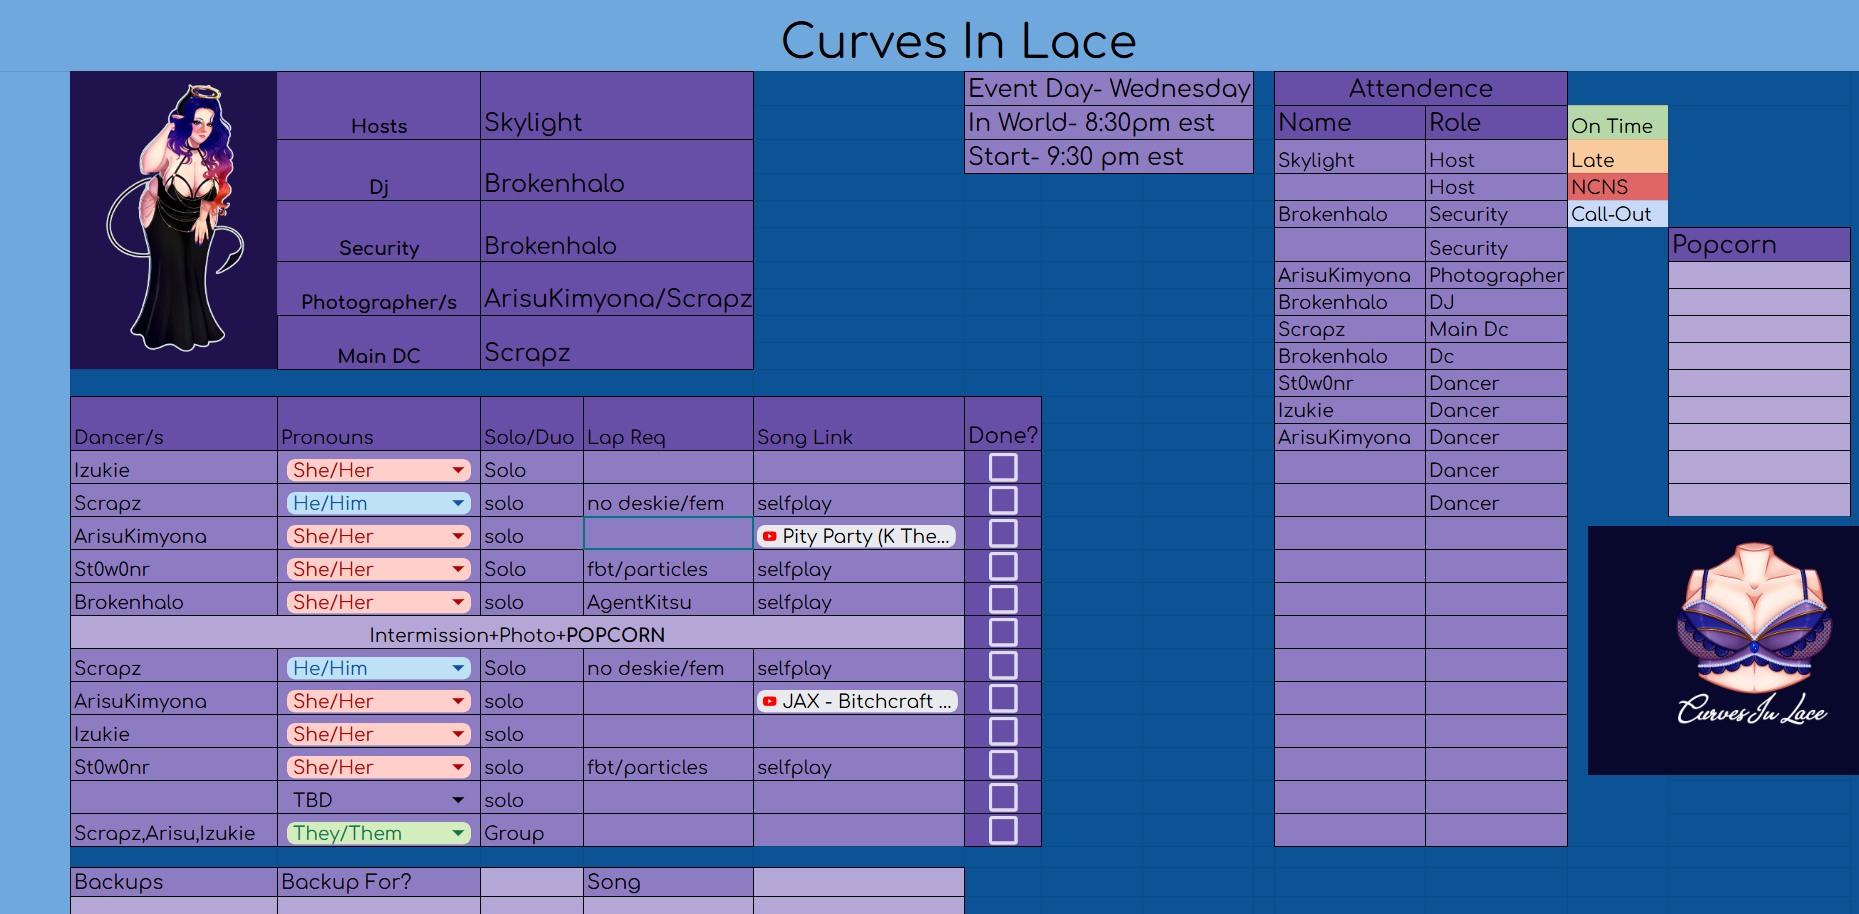 Curves In Lace
Hosts Skylight
Dj Brokenhalo
Security Brokenhalo
Photographer/s ArisuKimyona/Scrapz
Main DC Scrapz
Event Day- Wednesday
In World- 8:30pm est
Start- 9:30 pm est
Attendence
Name Role
Skylight Host
Host
Brokenhalo Security
Security
ArisuKimyona Photographer
Brokenhalo DJ
Scrapz Main Dc
Brokenhalo Dc
St0w0nr Dancer
Izukie Dancer
ArisuKimyona Dancer
Dancer
Dancer
On Time
Late
NCNS
Call-Out
Popcorn
Dancer/s Pronouns Solo/Duo Lap Req Song Link Done?
Izukie She/Her Solo
Scrapz He/Him solo no deskie/fem selfplay
ArisuKimyona She/Her solo Pity Party (K The...
St0w0nr She/Her Solo fbt/particles selfplay
Brokenhalo She/Her solo AgentKitsu selfplay
Intermission+Photo+POPCORN
Scrapz He/Him Solo no deskie/fem selfplay
ArisuKimyona She/Her solo JAX - Bitchcraft ...
Izukie She/Her solo
St0w0nr She/Her solo fbt/particles selfplay
TBD solo
Scrapz,Arisu,Izukie They/Them Group
Backups Backup For? Song
Curves In Lace